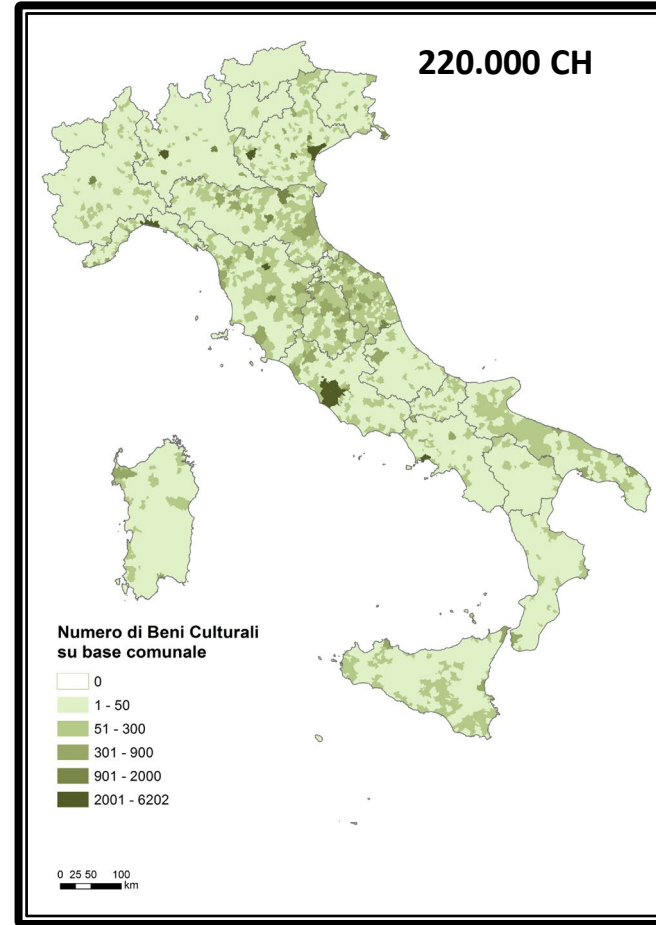 220.000 CH
Numero di Beni Culturali
su base comunale
0
1 - 50
51 - 300
301 - 900
901 - 2000
2001 - 6202
0 25 50 100
km